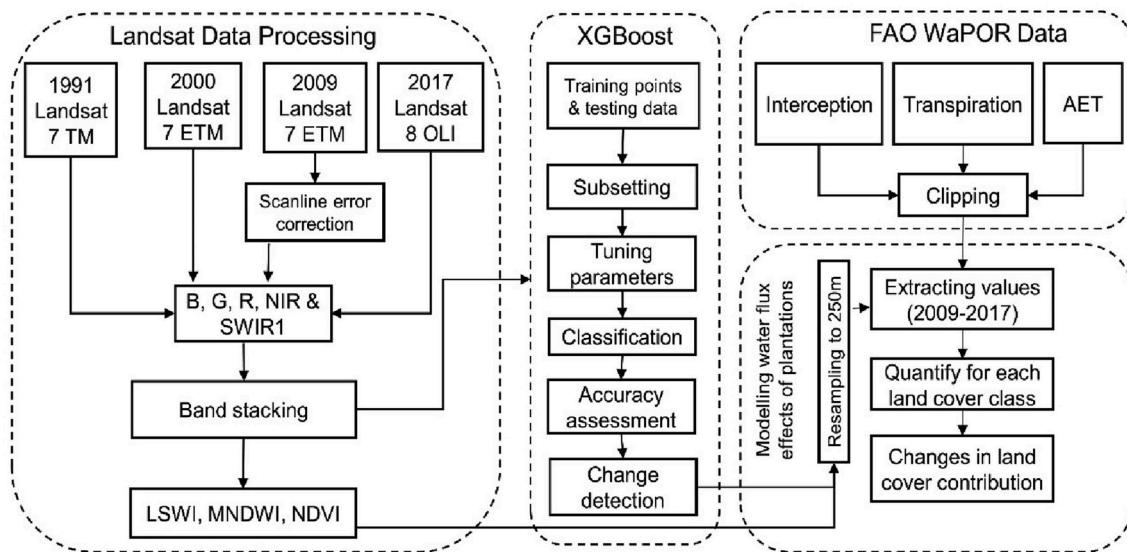 Landsat Data Processing
1991
Landsat
7 TM
2000
Landsat
7 ETM
2009
Landsat
7 ETM
2017
Landsat
8 OLI
Scanline error
correction
B, G, R, NIR &
SWIR1
Band stacking
LSWI, MNDWI, NDVI
XGBoost
Training points
& testing data
Subsetting
Tuning
parameters
Classification
Accuracy
assessment
Change
detection
FAO WaPOR Data
Interception
Transpiration
AET
Clipping
Modelling water flux
effects of plantations
Resampling to 250m
Extracting values
(2009-2017)
Quantify for each
land cover class
Changes in land
cover contribution